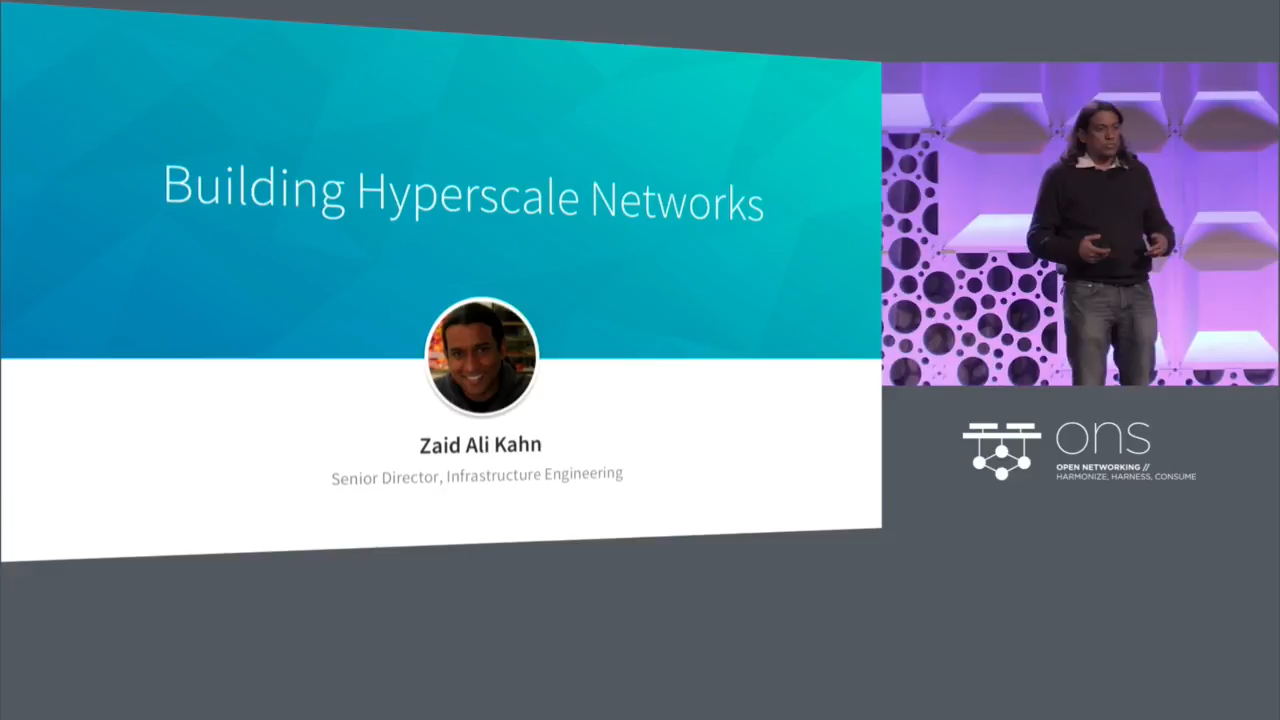 Building Hyperscale Networks
Zaid Ali Kahn
Senior Director, Infrastructure Engineering
ons
OPEN NETWORKING //
HARMONIZE, HARNESS, CONSUME